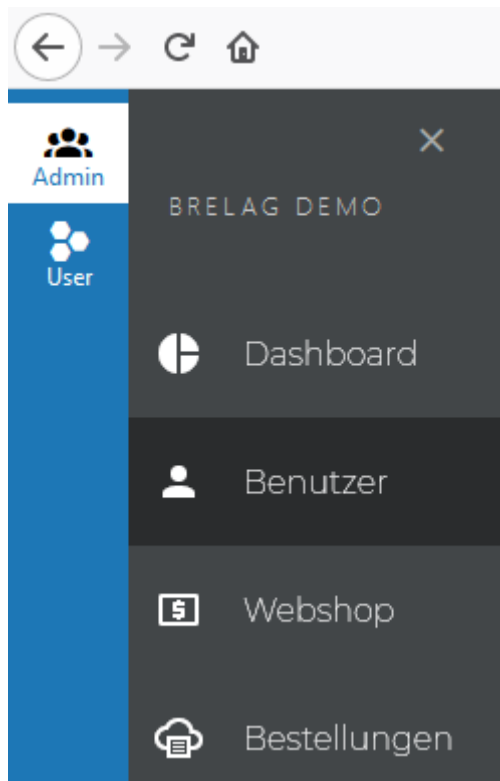 Admin
User
BRELAG DEMO
Dashboard
Benutzer
Webshop
Bestellungen